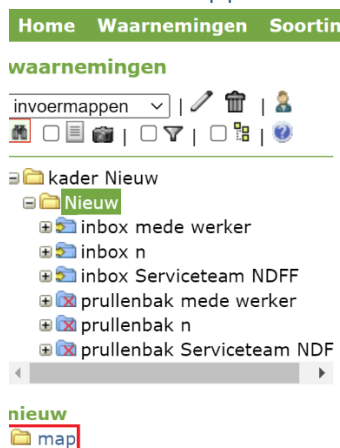 Home Waarnemingen Soortin
waarnemingen
invoermappen
kader Nieuw
Nieuw
inbox mede werker
inbox n
inbox Serviceteam NDFF
prullenbak mede werker
prullenbak n
prullenbak Serviceteam NDF
nieuw
map